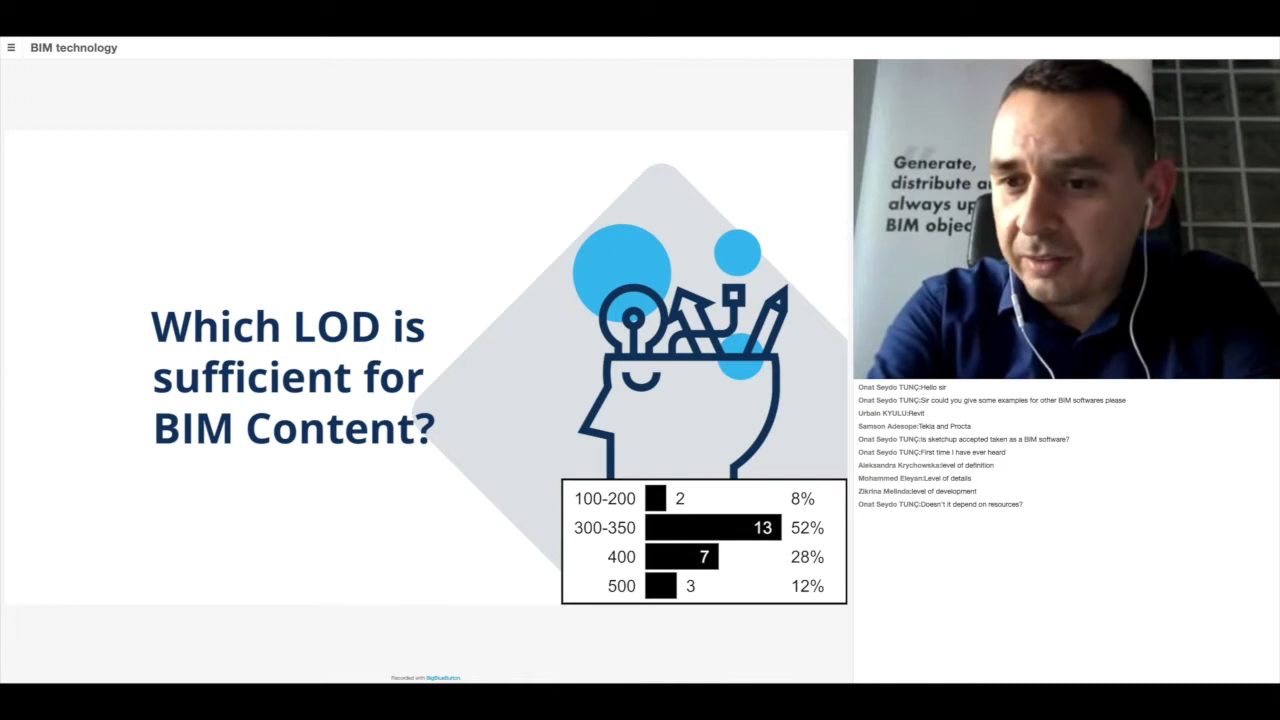 ☰ BIM technology
Which LOD is
sufficient for
BIM Content?
100-200 2 8%
300-350 13 52%
400 7 28%
500 3 12%
Recorded with BigBlueButton.
Generate,
distribute
always
BIM
Onat Seydo TUNÇ:Hello sir
Onat Seydo TUNÇ:Sir could you give some examples for other BIM softwares please
Urbain KYULU:Revit
Samson Adesope:Tekla and Procta
Onat Seydo TUNÇ:Is sketchup accepted taken as a BIM software?
Onat Seydo TUNÇ:First time I have ever heard
Aleksandra Krychowska:level of definition
Mohammed Eleyan:Level of details
Zikrina Melinda:level of development
Onat Seydo TUNÇ:Doesn't it depend on resources?